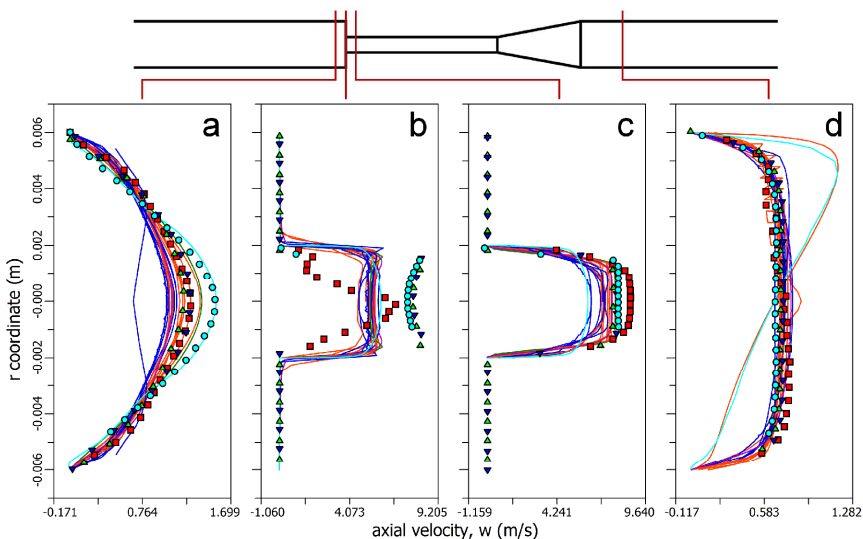 a
b
c
d
r coordinate (m)
0.006
0.004
0.002
-0.000
-0.002
-0.004
-0.006
-0.171 0.764 1.699
-1.060 4.073 9.205
-1.159 4.241 9.640
-0.117 0.583 1.282
axial velocity, w (m/s)